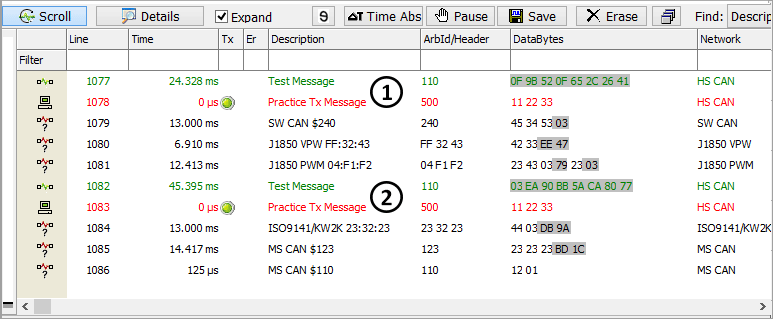 Scroll Details Expand 9 ΔT Time Abs Pause Save Erase Find: Descrip
Line Time Tx Er Description ArbId/Header DataBytes Network
Filter
1077 24.328 ms Test Message 110 0F 9B 52 0F 65 2C 26 41 HS CAN
1078 0 µs Practice Tx Message 1 500 11 22 33 HS CAN
? 1079 13.000 ms SW CAN $240 240 45 34 53 03 SW CAN
? 1080 6.910 ms J1850 VPW FF:32:43 FF 32 43 42 33 EE 47 J1850 VPW
? 1081 12.413 ms J1850 PWM 04:F1:F2 04 F1 F2 23 43 03 79 23 03 J1850 PWM
1082 45.395 ms Test Message 110 03 EA 90 BB 5A CA 80 77 HS CAN
1083 0 µs Practice Tx Message 2 500 11 22 33 HS CAN
? 1084 13.000 ms ISO9141/KW2K 23:32:23 23 32 23 44 03 DB 9A ISO9141/KW2K
? 1085 14.417 ms MS CAN $123 123 23 23 23 BD 1C MS CAN
? 1086 125 µs MS CAN $110 110 12 01 MS CAN